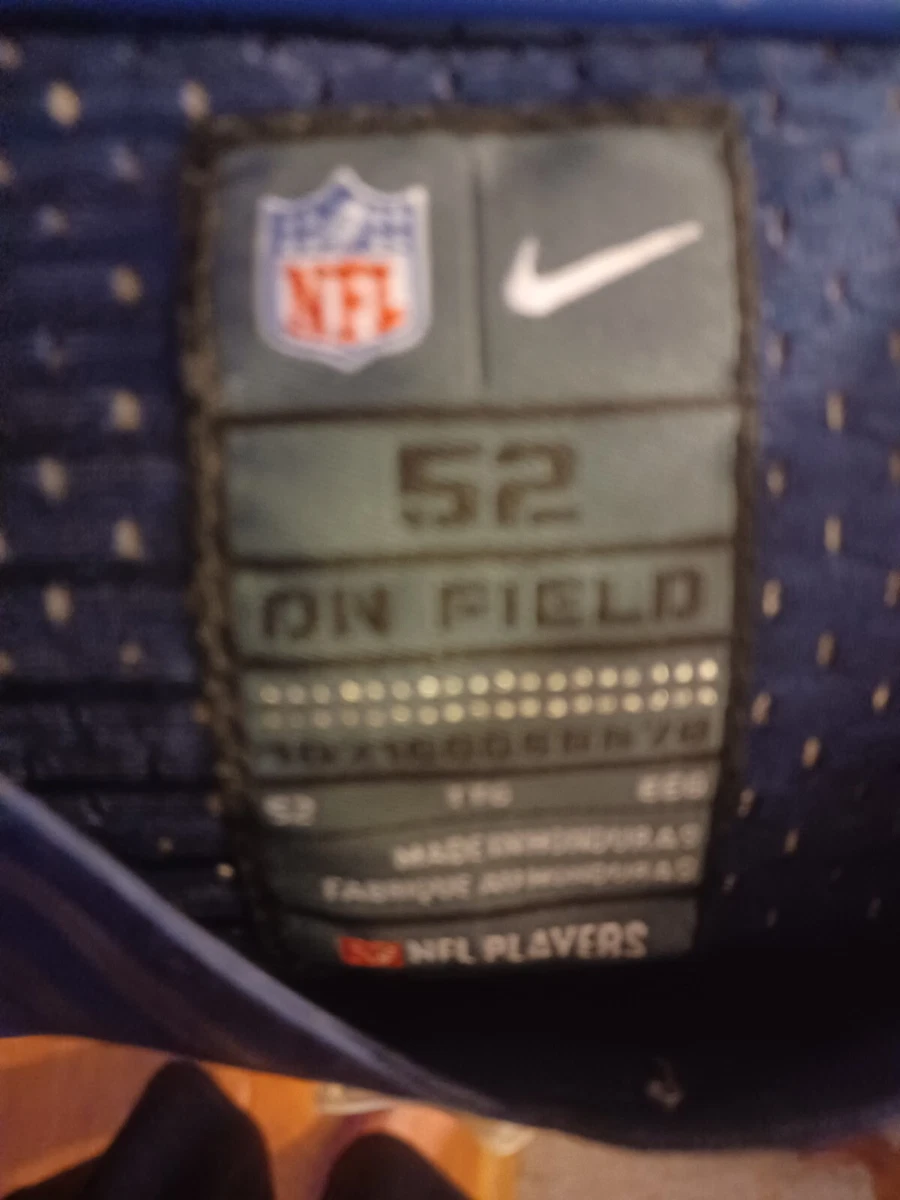 NFL
52
ON FIELD
52
MADE IN HONDURAS
FABRIQUE AU HONDURAS
NFL PLAYERS